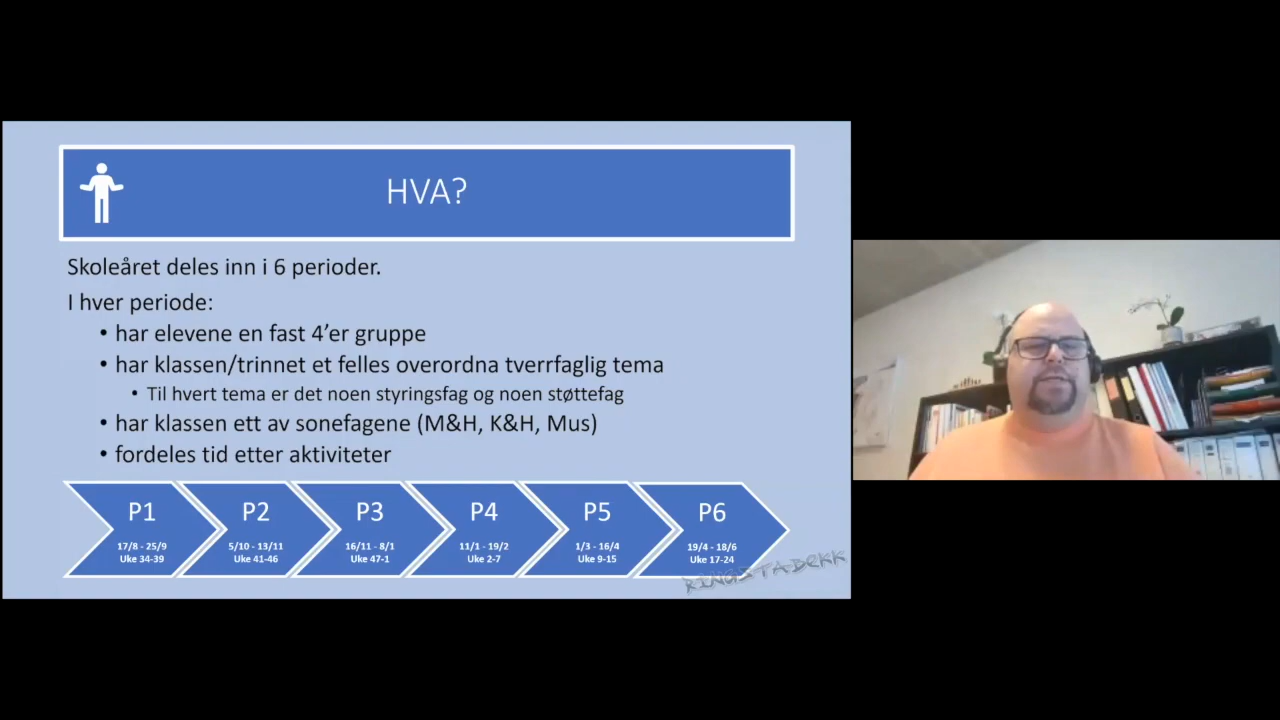 HVA?
Skoleåret deles inn i 6 perioder.
I hver periode:
• har elevene en fast 4'er gruppe
• har klassen/trinnet et felles overordna tverrfaglig tema
• Til hvert tema er det noen styringsfag og noen støttefag
• har klassen ett av sonefagene (M&H, K&H, Mus)
• fordeles tid etter aktiviteter
P1
17/8 - 25/9
Uke 34-39
P2
5/10 - 13/11
Uke 41-46
P3
16/11 - 8/1
Uke 47-1
P4
11/1 - 19/2
Uke 2-7
P5
1/3 - 16/4
Uke 9-15
P6
19/4 - 18/6
Uke 17-24
RINGSTADEKK